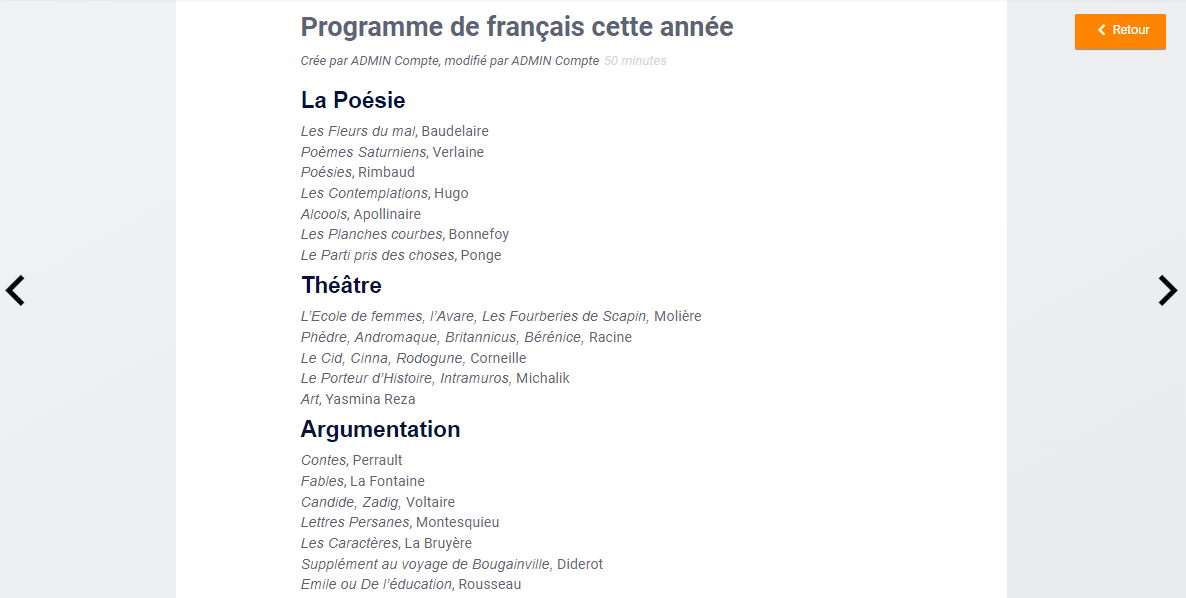 Programme de français cette année
Retour
Crée par ADMIN Compte, modifié par ADMIN Compte 50 minutes
La Poésie
Les Fleurs du mal, Baudelaire
Poèmes Saturniens, Verlaine
Poésies, Rimbaud
Les Contemplations, Hugo
Alcools, Apollinaire
Les Planches courbes, Bonnefoy
Le Parti pris des choses, Ponge
Théâtre
L’Ecole de femmes, l’Avare, Les Fourberies de Scapin, Molière
Phèdre, Andromaque, Britannicus, Bérénice, Racine
Le Cid, Cinna, Rodogune, Corneille
Le Porteur d’Histoire, Intramuros, Michalik
Art, Yasmina Reza
Argumentation
Contes, Perrault
Fables, La Fontaine
Candide, Zadig, Voltaire
Lettres Persanes, Montesquieu
Les Caractères, La Bruyère
Supplément au voyage de Bougainville, Diderot
Emile ou De l’éducation, Rousseau